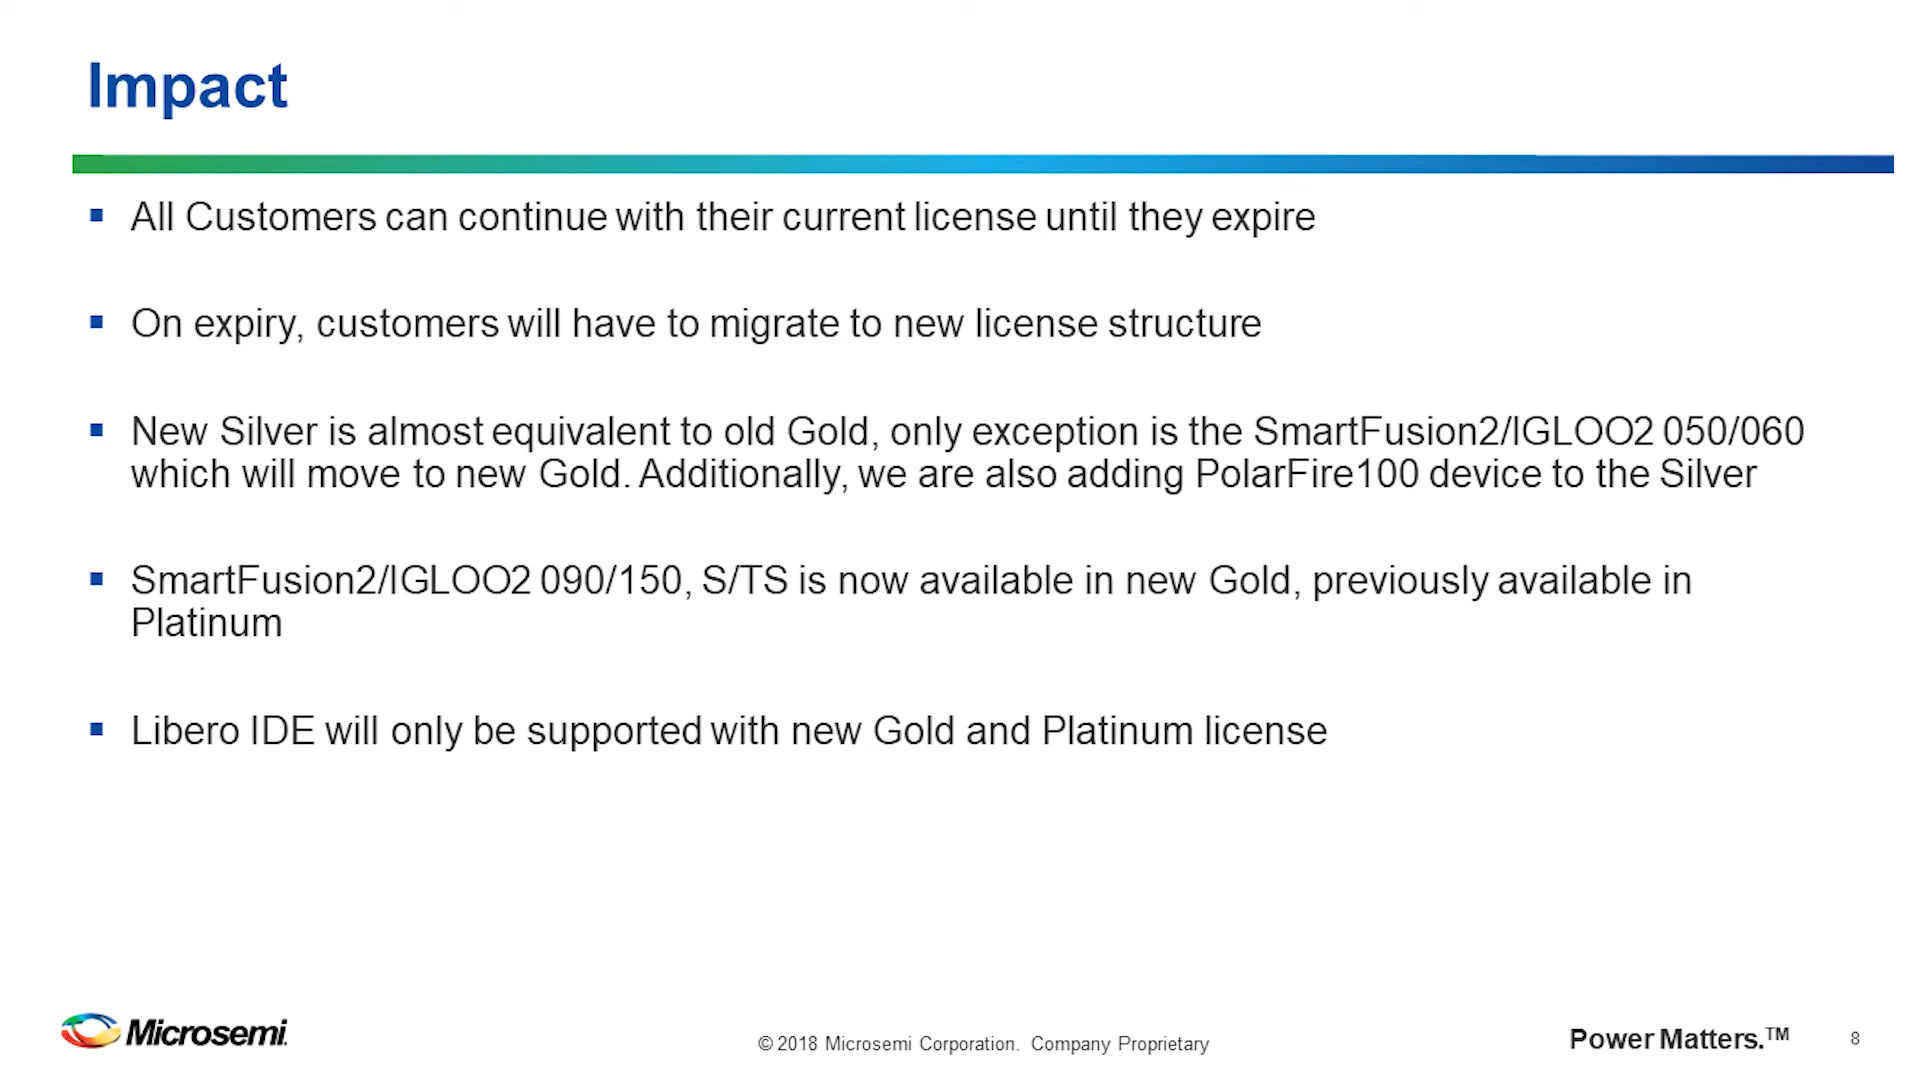 Impact
▪ All Customers can continue with their current license until they expire
▪ On expiry, customers will have to migrate to new license structure
▪ New Silver is almost equivalent to old Gold, only exception is the SmartFusion2/IGLOO2 050/060
which will move to new Gold. Additionally, we are also adding PolarFire100 device to the Silver
▪ SmartFusion2/IGLOO2 090/150, S/TS is now available in new Gold, previously available in
Platinum
▪ Libero IDE will only be supported with new Gold and Platinum license
Microsemi.
© 2018 Microsemi Corporation. Company Proprietary
Power Matters.TM
8